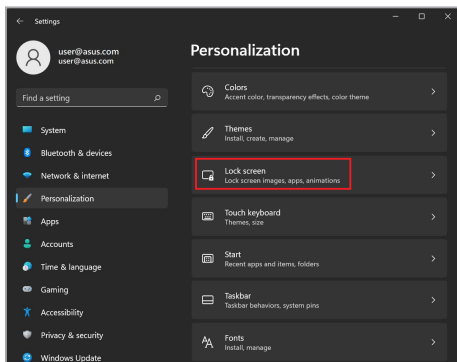 Settings
user@asus.com
user@asus.com
Find a setting
System
Bluetooth & devices
Network & internet
Personalization
Apps
Accounts
Time & language
Gaming
Accessibility
Privacy & security
Windows Update
Personalization
Colors
Accent color, transparency effects, color theme
Themes
Install, create, manage
Lock screen
Lock screen images, apps, animations
Touch keyboard
Themes, size
Start
Recent apps and items, folders
Taskbar
Taskbar behaviors, system pins
Fonts
Install, manage